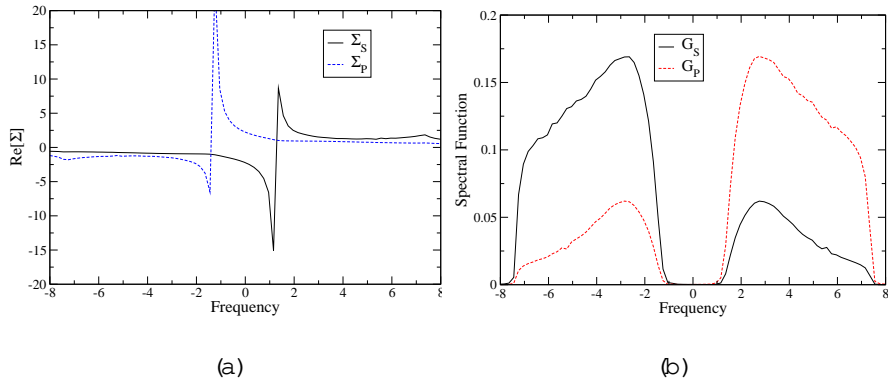 20
15
10
5
0
-5
-10
-15
-20
Re[Σ]
-8 -6 -4 -2 0 2 4 6 8
Frequency
Σ_S
Σ_P
(a)
0.2
0.15
0.1
0.05
0
Spectral Function
-8 -6 -4 -2 0 2 4 6 8
Frequency
G_S
G_P
(b)